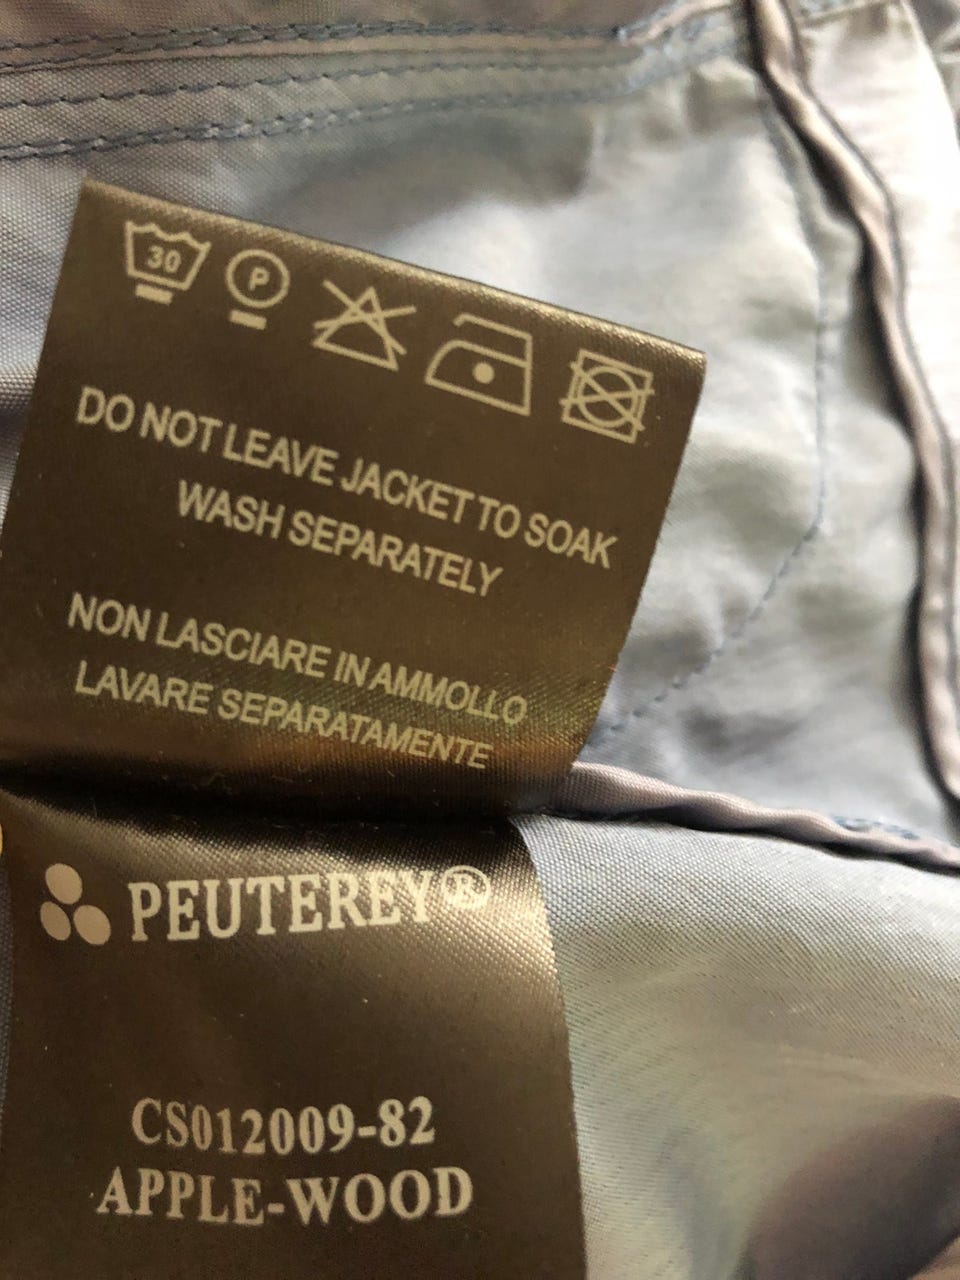 30 P
DO NOT LEAVE JACKET TO SOAK
WASH SEPARATELY
NON LASCIARE IN AMMOLLO
LAVARE SEPARATAMENTE
PEUTEREY®
CS012009-82
APPLE-WOOD